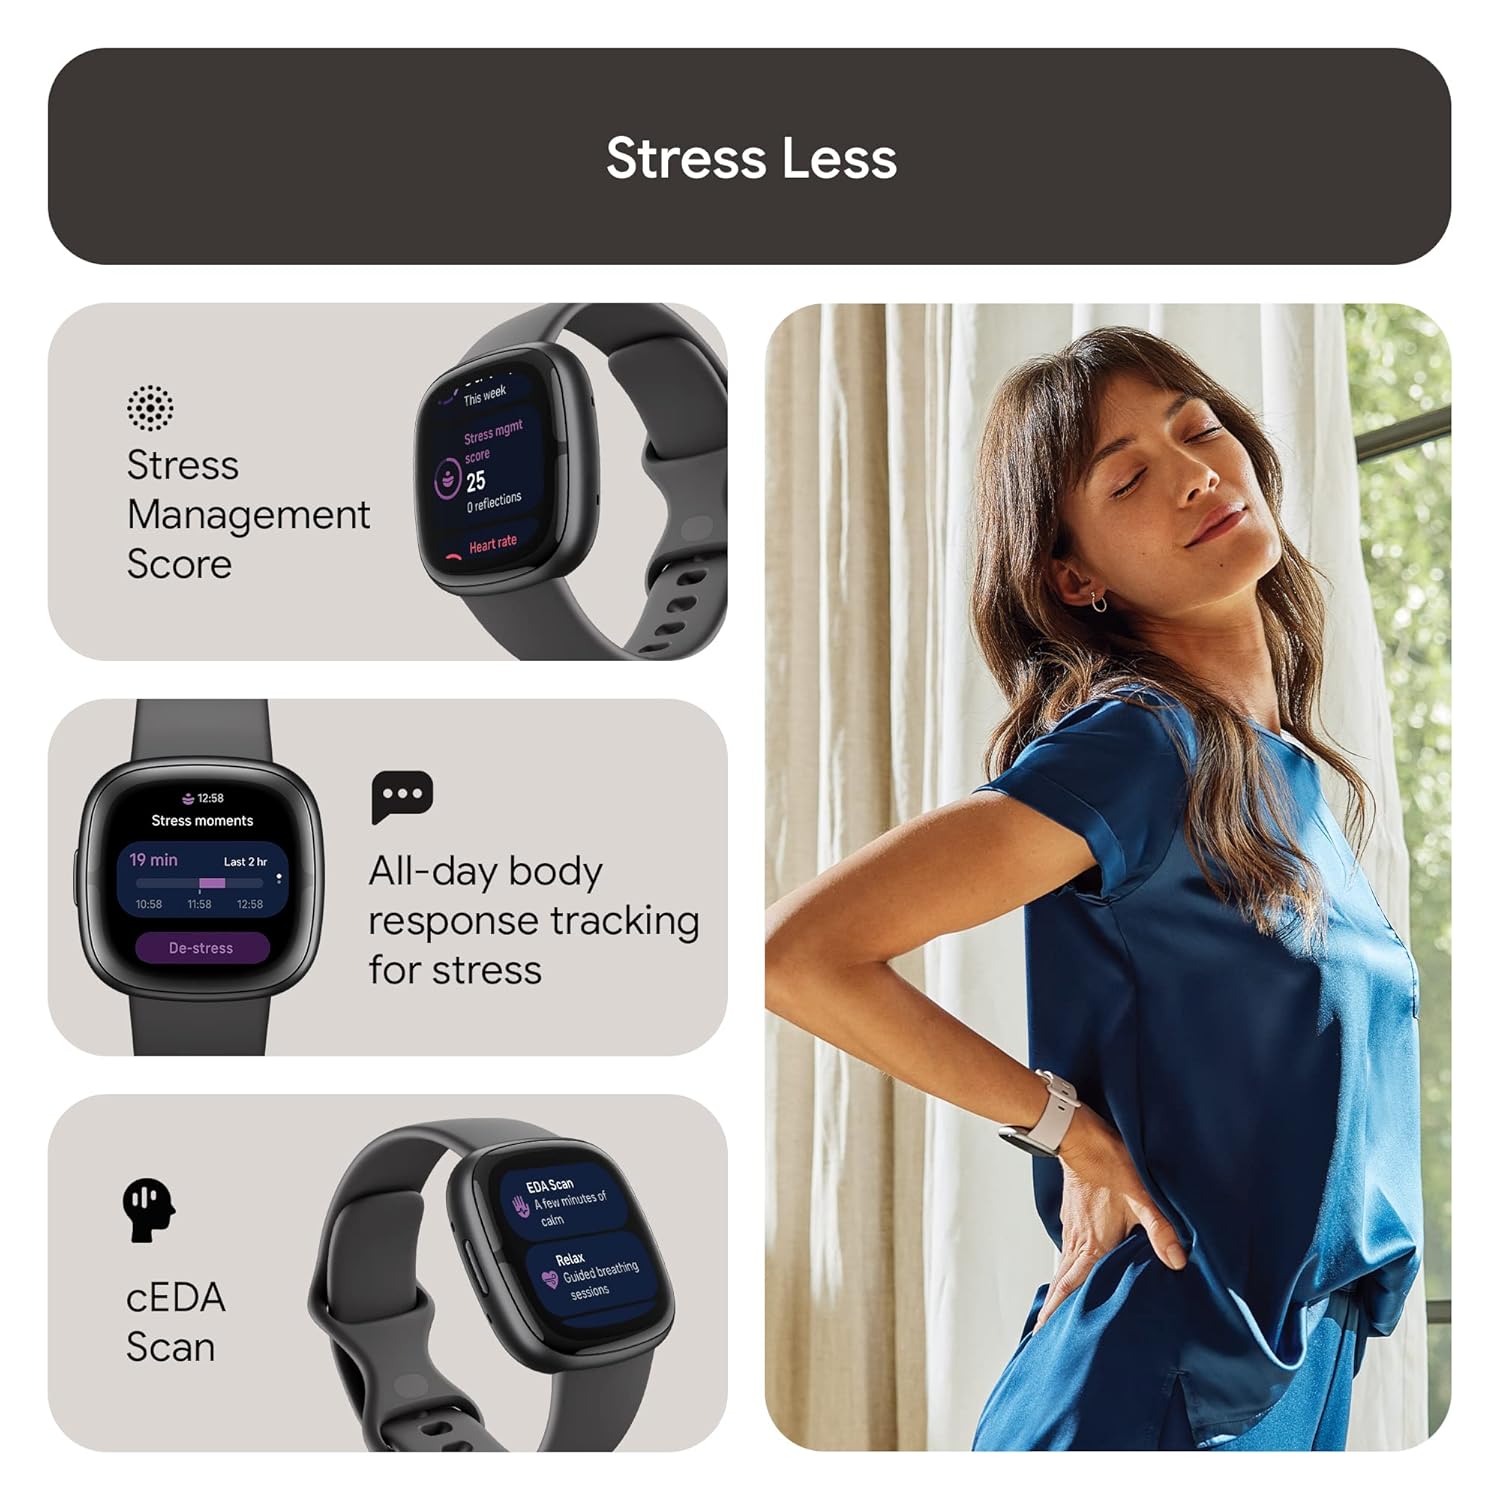 Stress Less
This week
Stress mgmt
score
25
0 reflections
Heart rate
Stress
Management
Score
12:58
Stress moments
19 min Last 2 hr
10:58 11:58 12:58
De-stress
All-day body
response tracking
for stress
EDA Scan
A few minutes of
calm
Relax
Guided breathing
sessions
cEDA
Scan